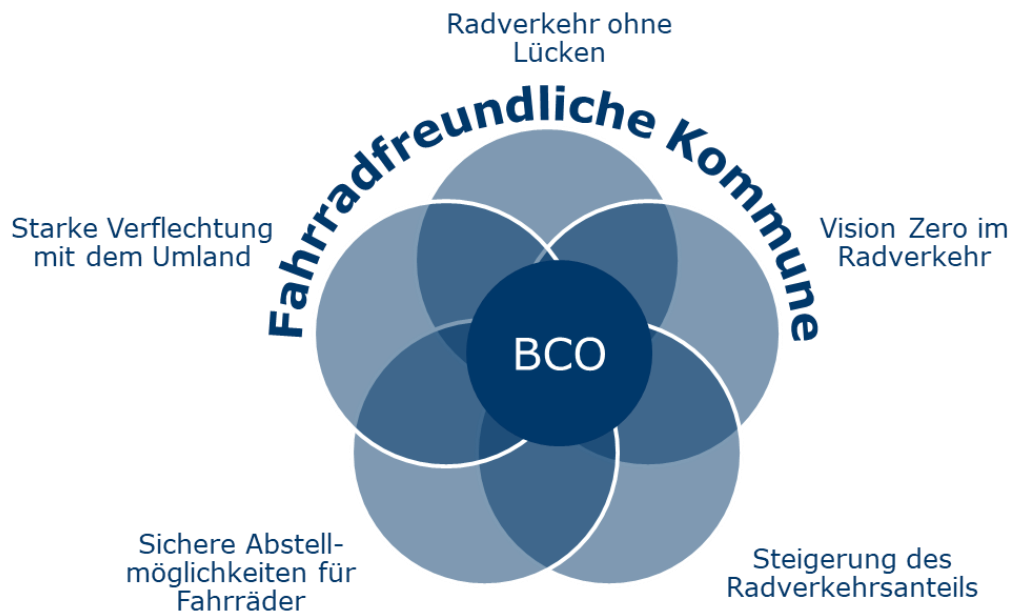 Radverkehr ohne
Lücken
Fahrradfreundliche Kommune
Starke Verflechtung
mit dem Umland
Vision Zero im
Radverkehr
BCO
Sichere Abstell-
möglichkeiten für
Fahrräder
Steigerung des
Radverkehrsanteils